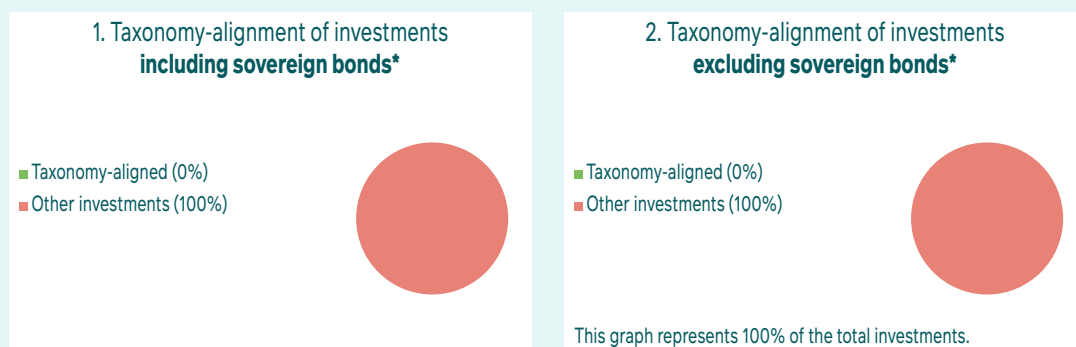 1. Taxonomy-alignment of investments
including sovereign bonds*
Taxonomy-aligned (0%)
Other investments (100%)
2. Taxonomy-alignment of investments
excluding sovereign bonds*
Taxonomy-aligned (0%)
Other investments (100%)
This graph represents 100% of the total investments.